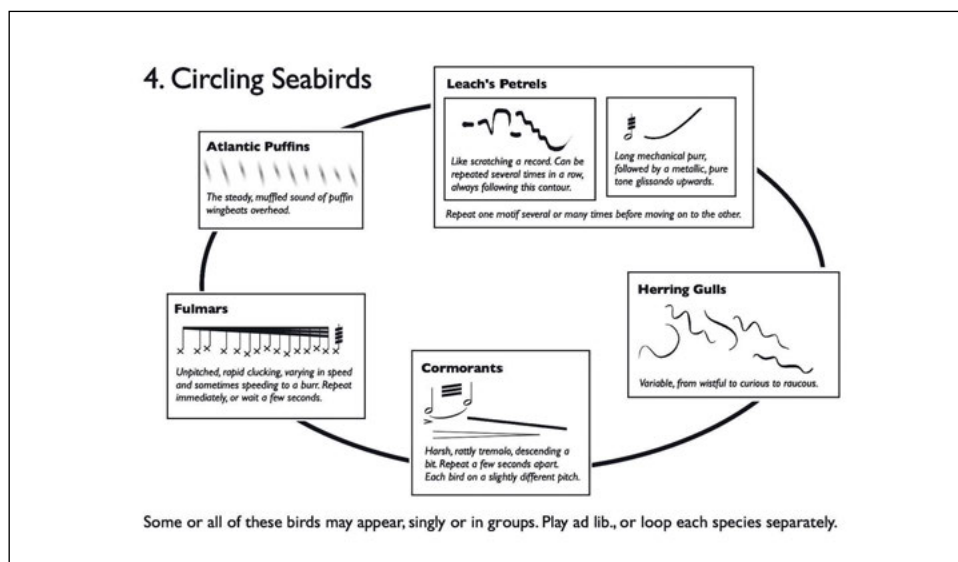 4. Circling Seabirds
Leach's Petrels
Like scratching a record. Can be
repeated several times in a row,
always following this contour.
Long mechanical purr,
followed by a metallic, pure
tone glissando upwards.
Repeat one motif several or many times before moving on to the other.
Atlantic Puffins
The steady, muffled sound of puffin
wingbeats overhead.
Herring Gulls
Variable, from wistful to curious to raucous.
Fulmars
Unpitched, rapid clucking, varying in speed
and sometimes speeding to a burr. Repeat
immediately, or wait a few seconds.
Cormorants
Harsh, rattly tremolo, descending a
bit. Repeat a few seconds apart.
Each bird on a slightly different pitch.
Some or all of these birds may appear, singly or in groups. Play ad lib., or loop each species separately.